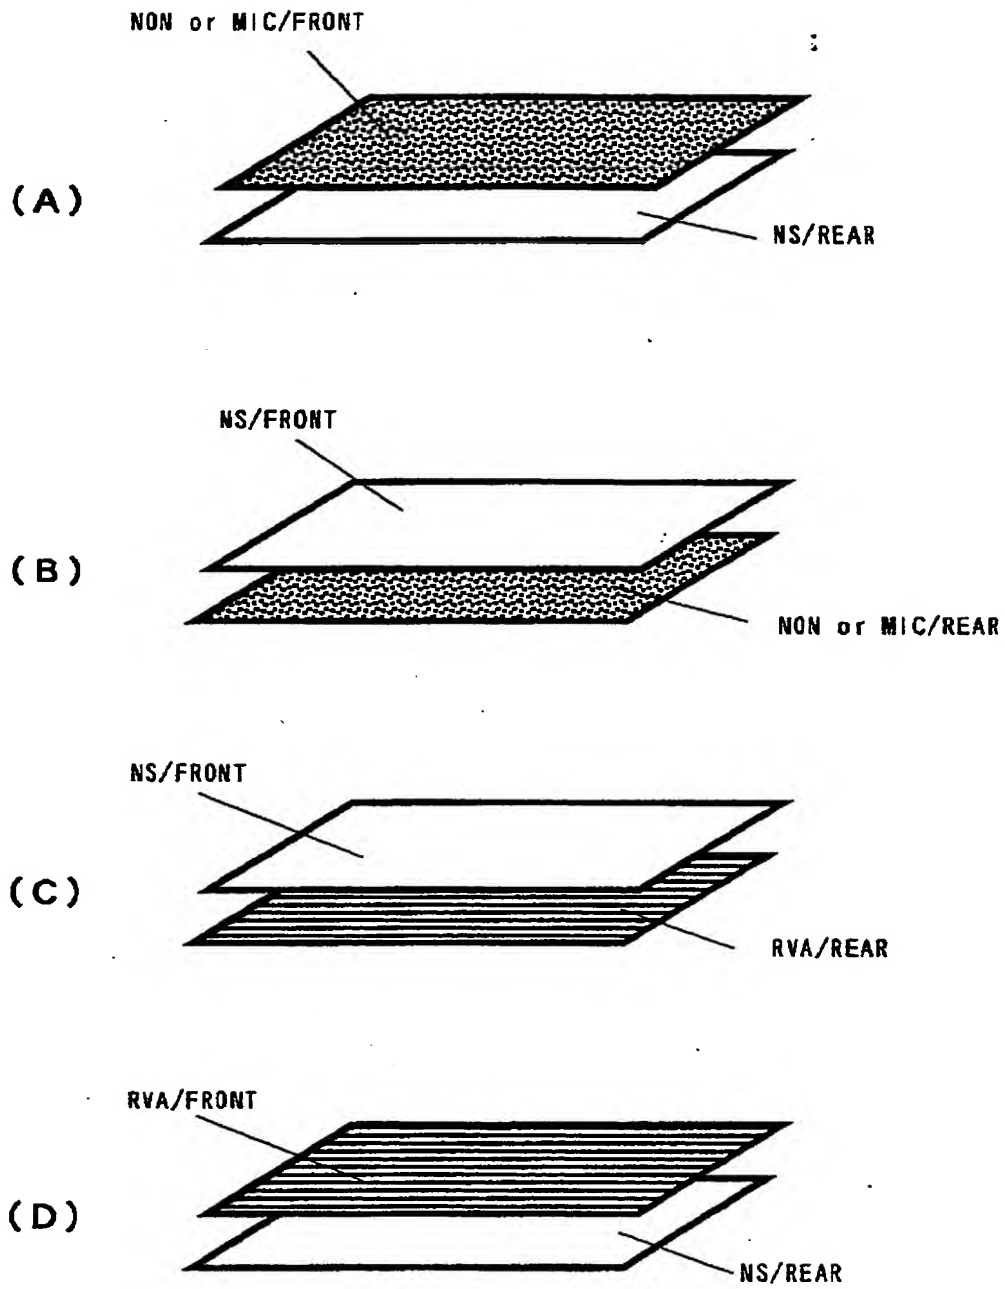 NON or MIC/FRONT
(A)
NS/REAR
NS/FRONT
(B)
NON or MIC/REAR
NS/FRONT
(C)
RVA/REAR
RVA/FRONT
(D)
NS/REAR